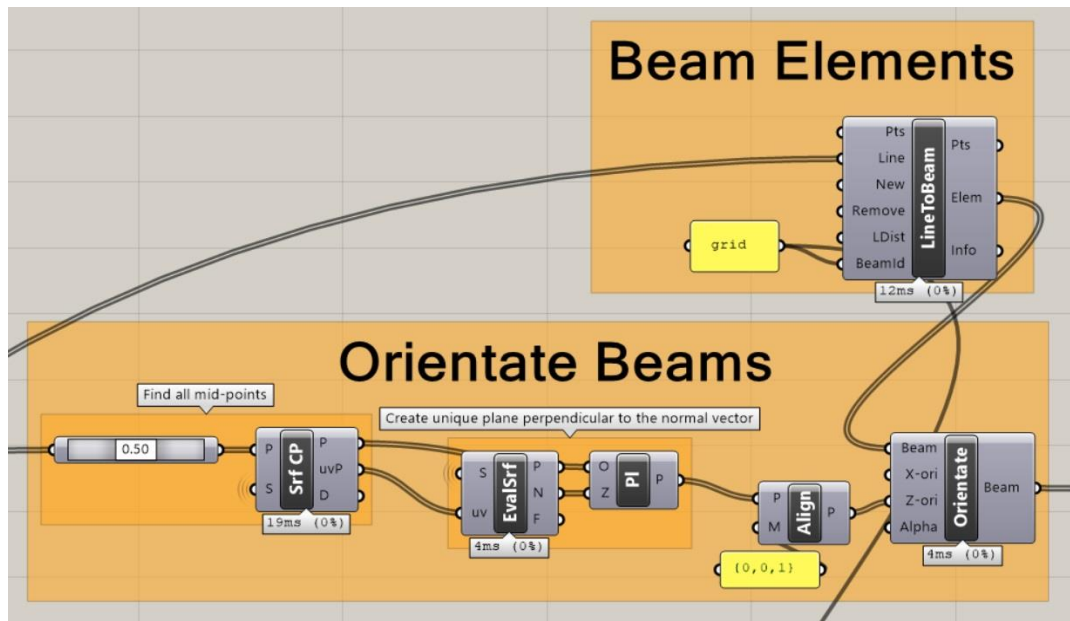 Beam Elements
Pts
Line
New
Remove
LDist
BeamId
LineToBeam
Pts
Elem
Info
grid
12ms (0%)
Orientate Beams
Find all mid-points
Create unique plane perpendicular to the normal vector
0.50
P
S
Srf CP
P
uvP
D
19ms (0%)
S
uv
EvalSrf
P
N
F
4ms (0%)
O
Z
Pl
P
P
M
Align
P
{0,0,1}
Beam
X-ori
Z-ori
Alpha
Orientate
Beam
4ms (0%)